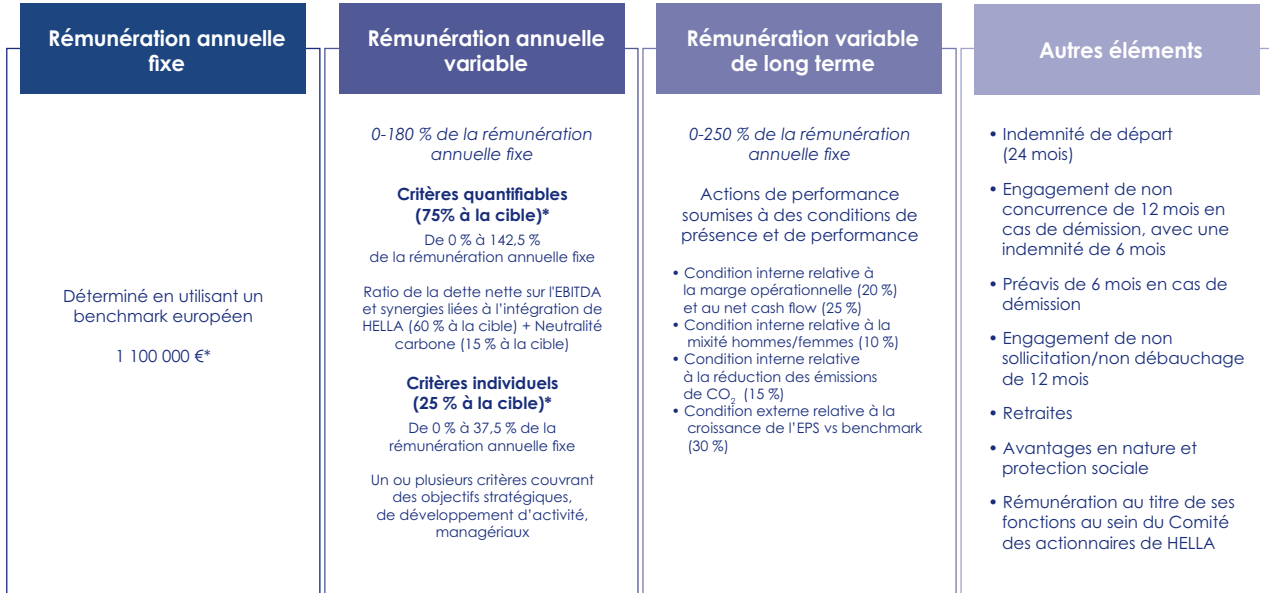 Rémunération annuelle
fixe
Déterminé en utilisant un
benchmark européen
1 100 000 €*
Rémunération annuelle
variable
0-180 % de la rémunération
annuelle fixe
Critères quantifiables
(75% à la cible)*
De 0 % à 142,5 %
de la rémunération annuelle fixe
Ratio de la dette nette sur l'EBITDA
et synergies liées à l'intégration de
HELLA (60 % à la cible) + Neutralité
carbone (15 % à la cible)
Critères individuels
(25 % à la cible)*
De 0 % à 37,5 % de la
rémunération annuelle fixe
Un ou plusieurs critères couvrant
des objectifs stratégiques,
de développement d'activité,
managériaux
Rémunération variable
de long terme
0-250 % de la rémunération
annuelle fixe
Actions de performance
soumises à des conditions de
présence et de performance
• Condition interne relative à
la marge opérationnelle (20 %)
et au net cash flow (25 %)
• Condition interne relative à la
mixité hommes/femmes (10 %)
• Condition interne relative
à la réduction des émissions
de CO₂ (15 %)
• Condition externe relative à la
croissance de l'EPS vs benchmark
(30 %)
Autres éléments
• Indemnité de départ
(24 mois)
• Engagement de non
concurrence de 12 mois en
cas de démission, avec une
indemnité de 6 mois
• Préavis de 6 mois en cas de
démission
• Engagement de non
sollicitation/non débauchage
de 12 mois
• Retraites
• Avantages en nature et
protection sociale
• Rémunération au titre de ses
fonctions au sein du Comité
des actionnaires de HELLA